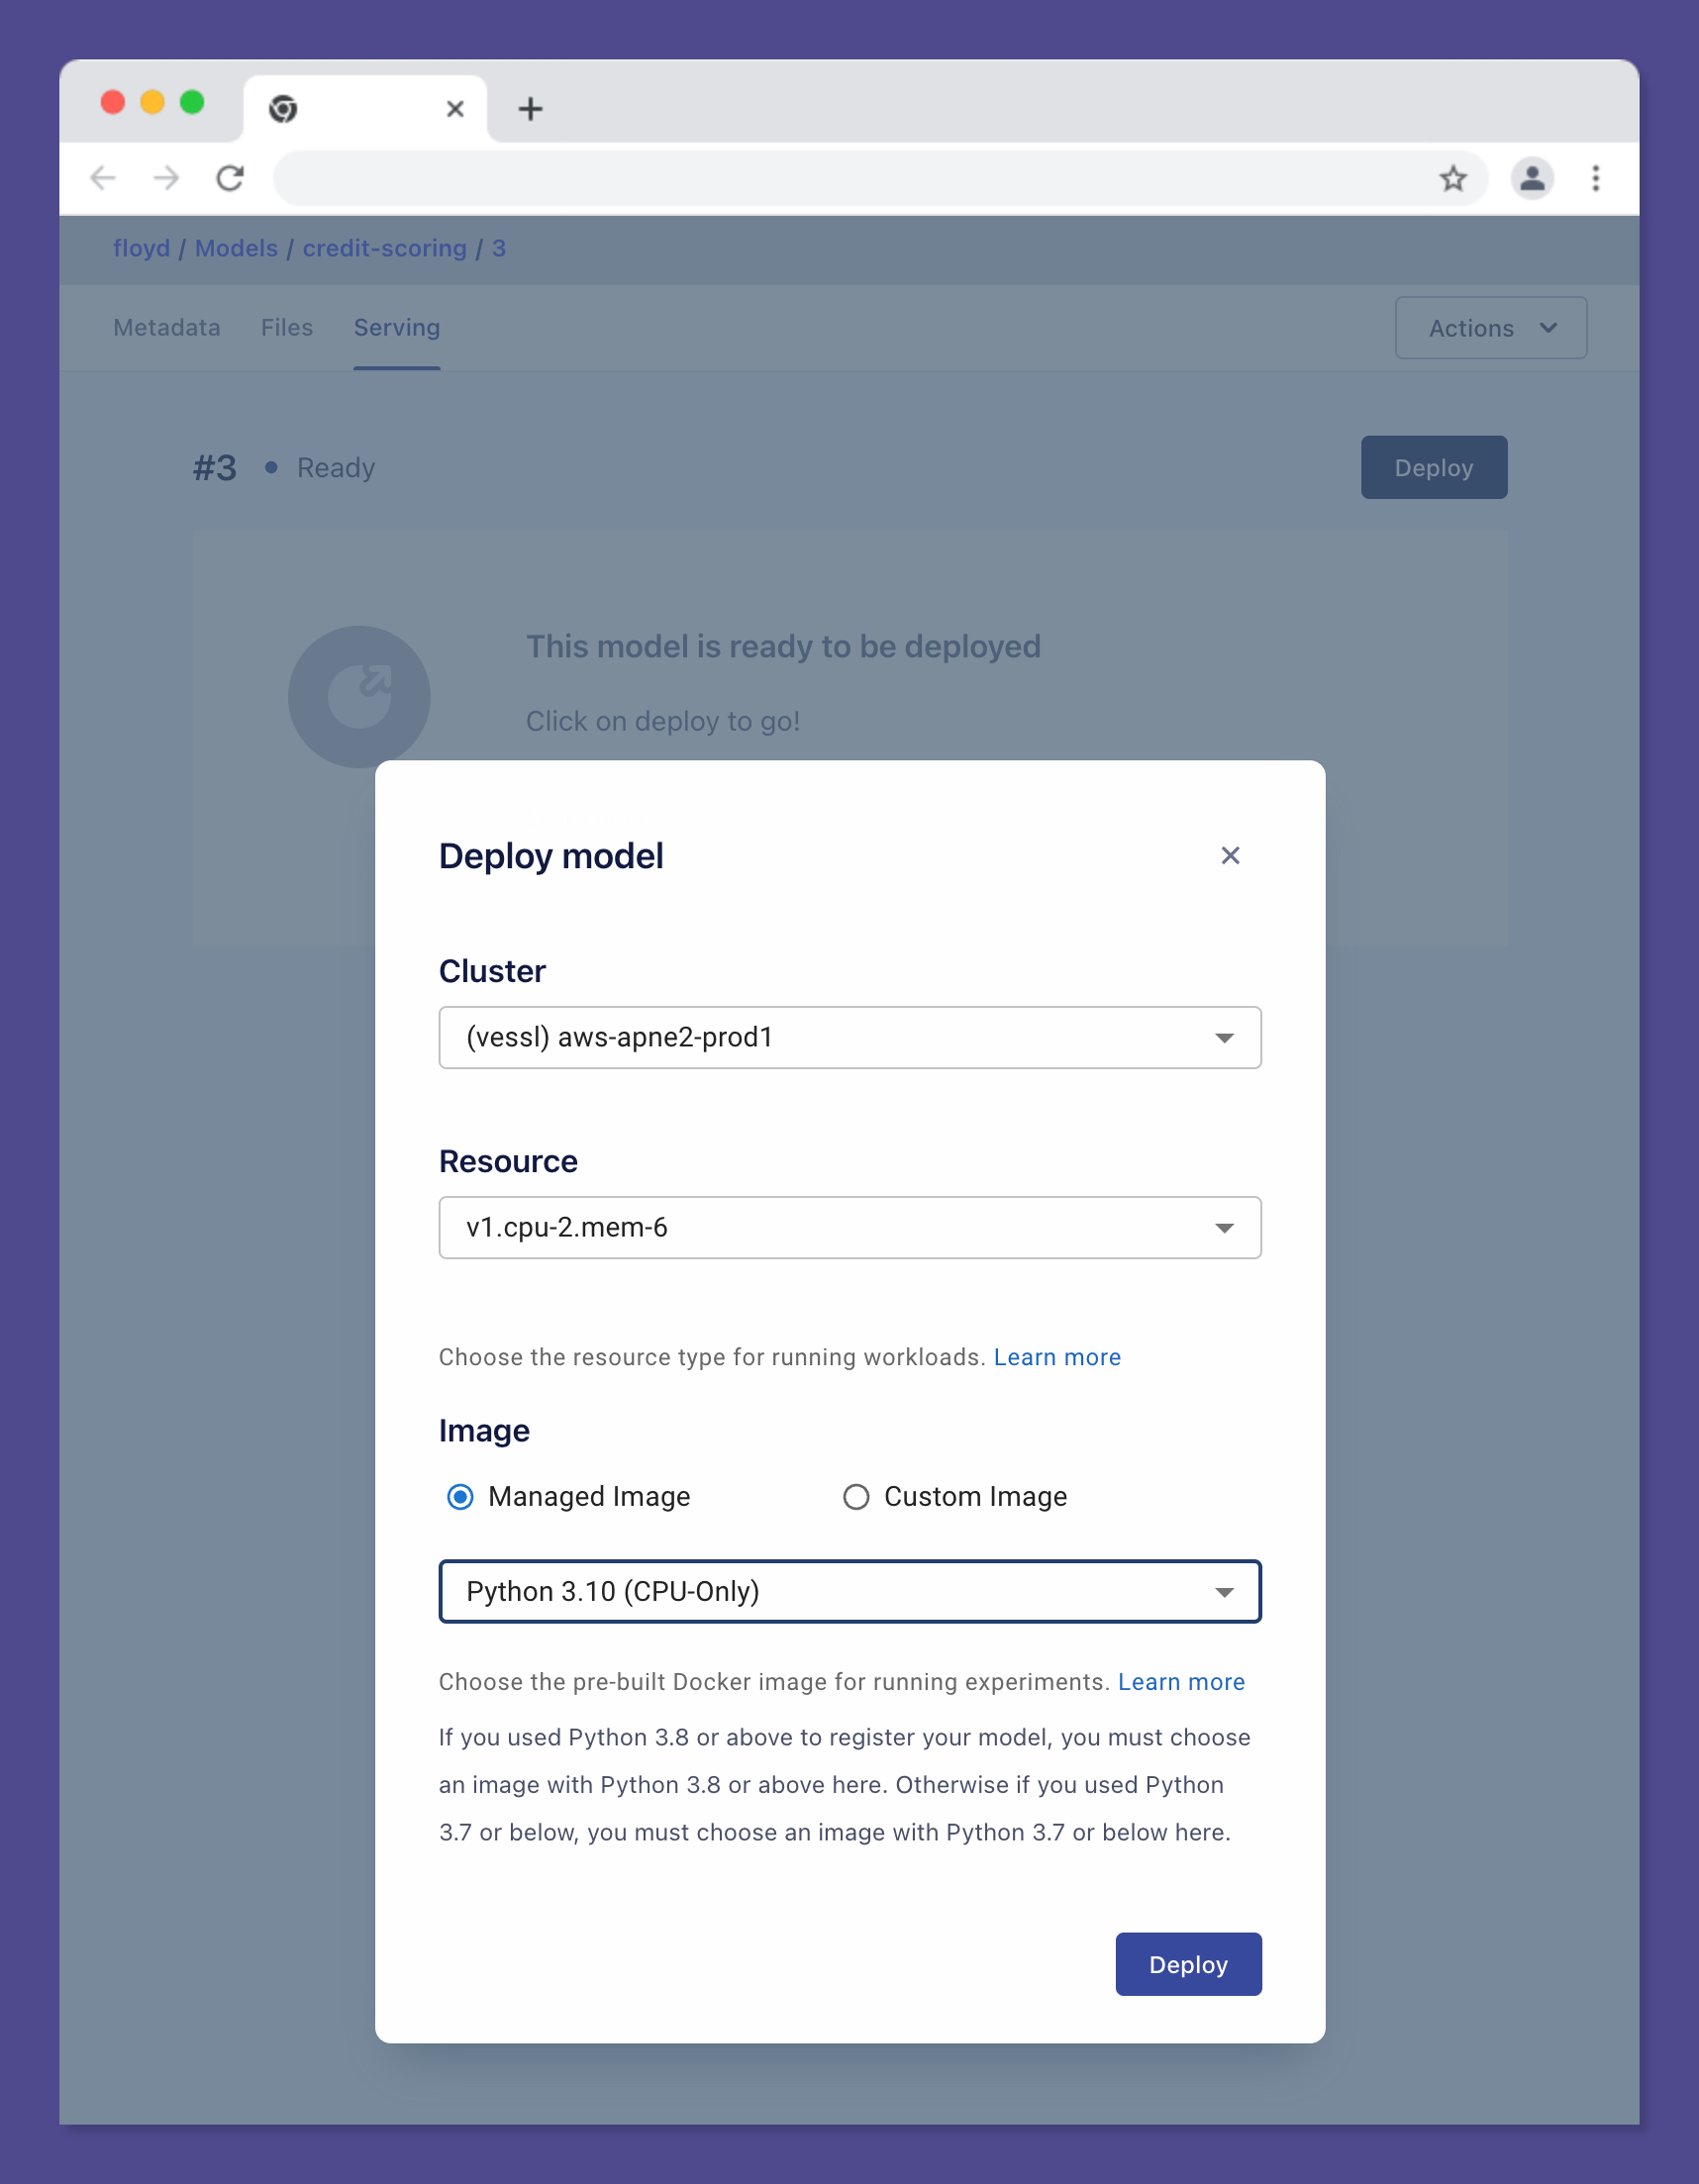 floyd / Models / credit-scoring / 3
Metadata Files Serving Actions
#3 • Ready Deploy
This model is ready to be deployed
Click on deploy to go!
Deploy model
Cluster
(vessl) aws-apne2-prod1
Resource
v1.cpu-2.mem-6
Choose the resource type for running workloads. Learn more
Image
Managed Image Custom Image
Python 3.10 (CPU-Only)
Choose the pre-built Docker image for running experiments. Learn more
If you used Python 3.8 or above to register your model, you must choose
an image with Python 3.8 or above here. Otherwise if you used Python
3.7 or below, you must choose an image with Python 3.7 or below here.
Deploy